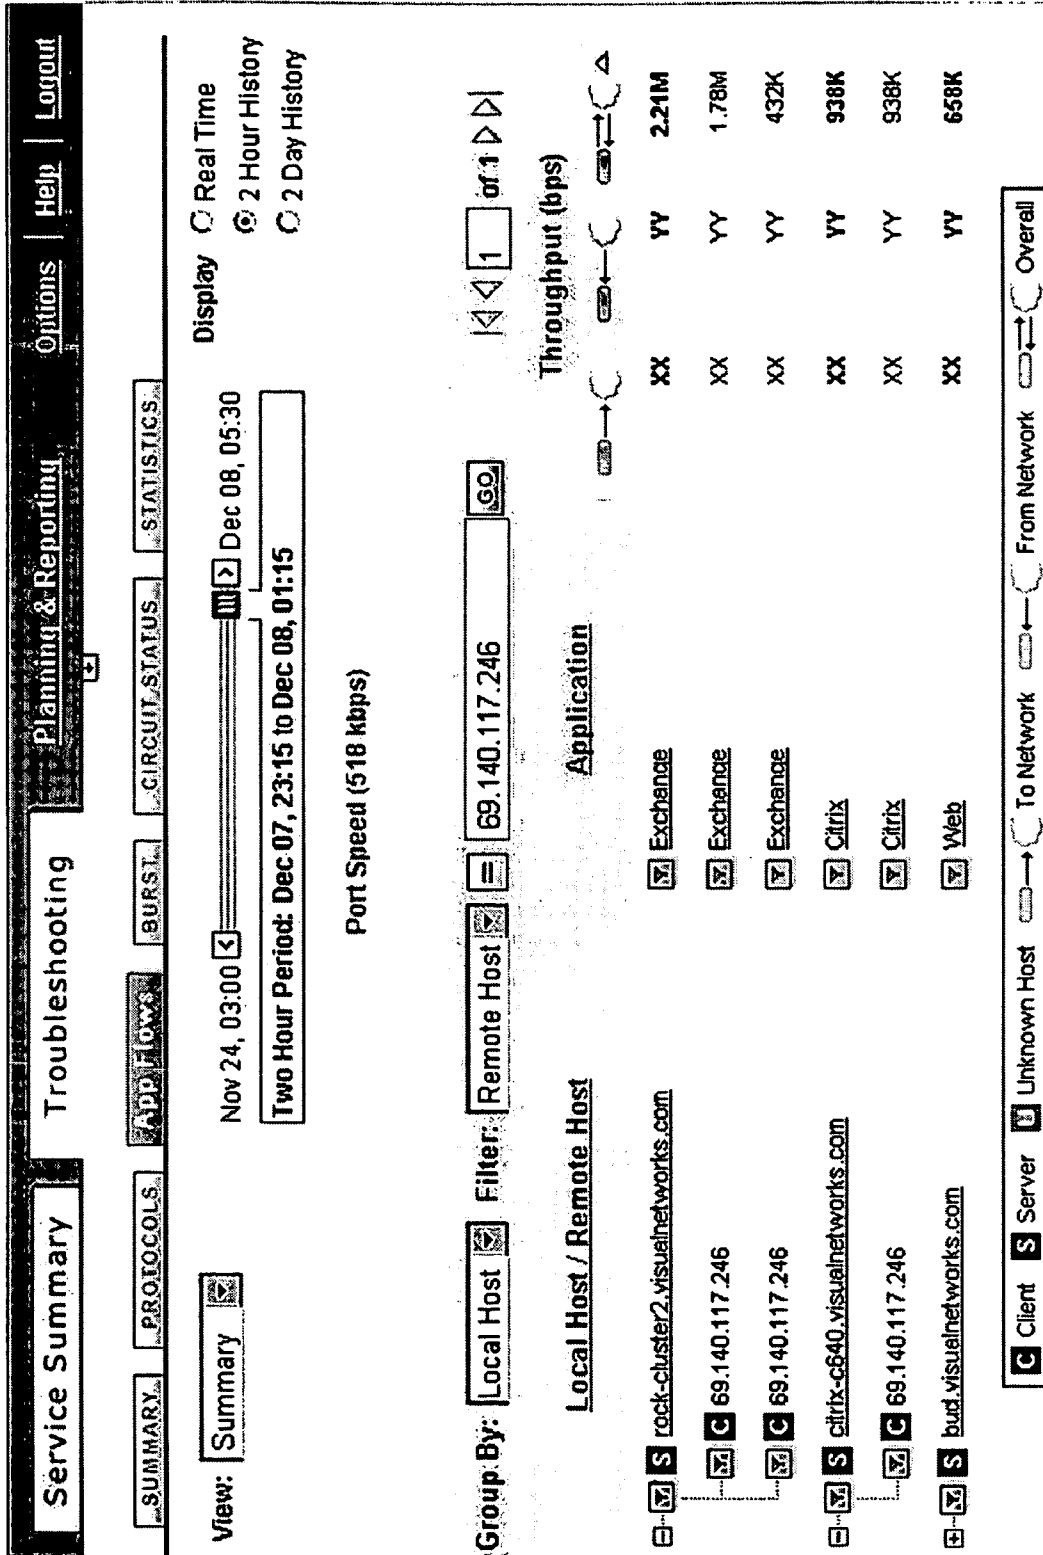 Service Summary Troubleshooting Planning & Reporting Options Help Logout
SUMMARY PROTOCOLS APP FLOWS BURST CIRCUIT STATUS STATISTICS
View: Summary
Nov 24, 03:00 < > Dec 08, 05:30
Two Hour Period: Dec 07, 23:15 to Dec 08, 01:15
Display Real Time
2 Hour History
2 Day History
Port Speed (518 kbps)
Group By: Local Host Filter: Remote Host = 69.140.117.246 GO 1 of 1
Local Host / Remote Host Application Throughput (bps)
S rock-cluster2.visualnetworks.com Exchange XX YY 2.21M
C 69.140.117.246 Exchange XX YY 1.78M
C 69.140.117.246 Exchange XX YY 432K
S citrix-c640.visualnetworks.com Citrix XX YY 938K
C 69.140.117.246 Citrix XX YY 938K
S bud.visualnetworks.com Web XX YY 658K
C Client S Server Unknown Host To Network From Network Overall